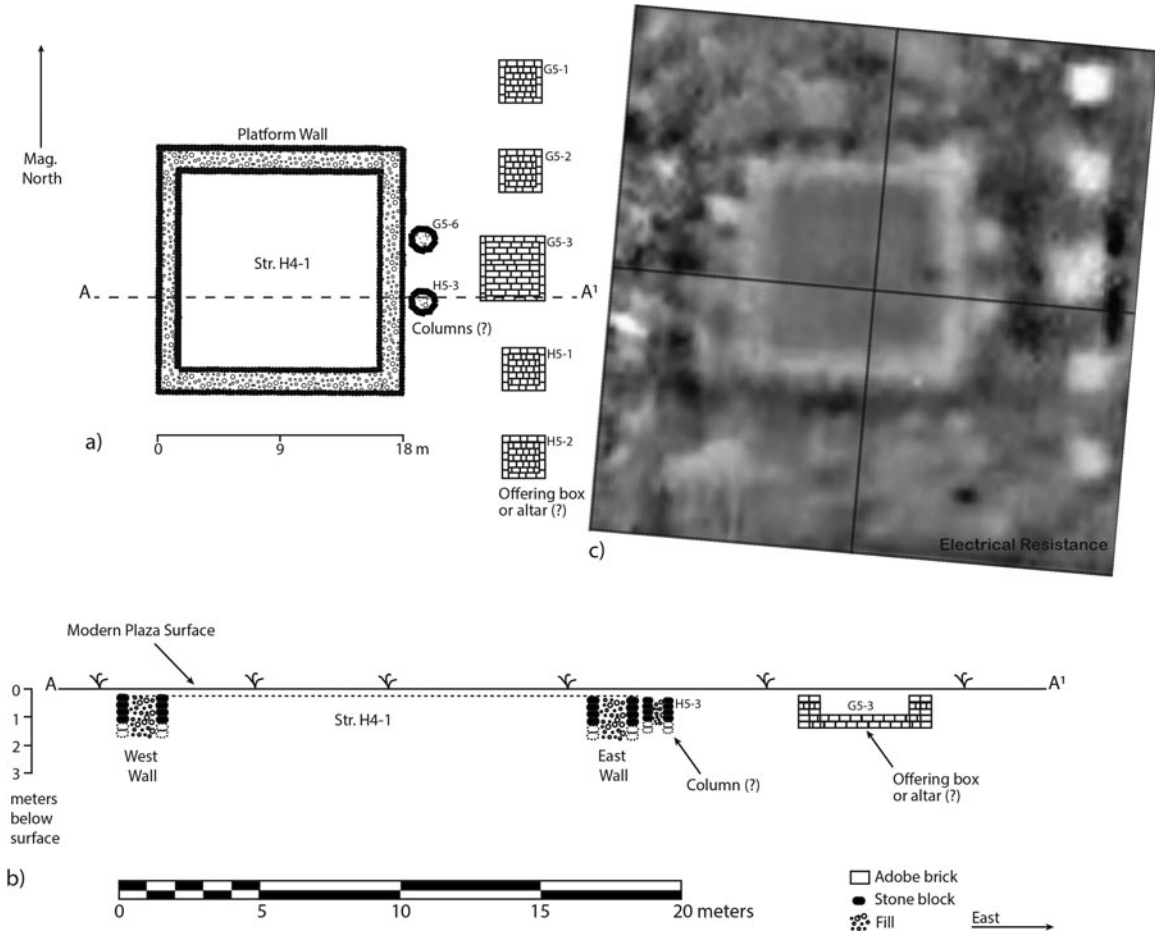 Mag.
North
Platform Wall
Str. H4-1
G5-1
G5-2
G5-6
G5-3
A
H5-3
A¹
Columns (?)
H5-1
H5-2
Offering box
or altar (?)
a)
0
9
18 m
c)
Electrical Resistance
Modern Plaza Surface
0
1
2
3
meters
below
surface
A
A¹
Str. H4-1
H5-3
G5-3
West
Wall
East
Wall
Column (?)
Offering box
or altar (?)
b)
0
5
10
15
20 meters
Adobe brick
Stone block
Fill
East